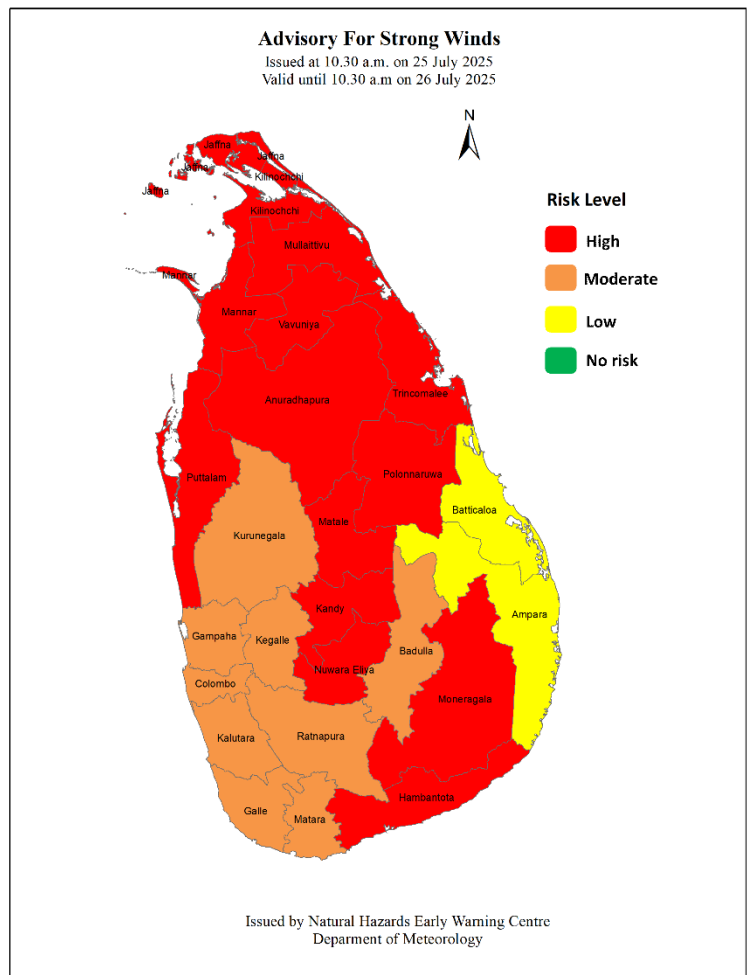 Advisory For Strong Winds
Issued at 10.30 a.m. on 25 July 2025
Valid until 10.30 a.m on 26 July 2025
N
Jaffna
Jaffna
Jaffna
Kilinochchi
Jaffna
Kilinochchi
Mullaittivu
Mannar
Mannar
Vavuniya
Anuradhapura
Trincomalee
Puttalam
Polonnaruwa
Batticaloa
Kurunegala
Matale
Kandy
Ampara
Gampaha
Kegalle
Badulla
Nuwara Eliya
Colombo
Moneragala
Kalutara
Ratnapura
Hambantota
Galle
Matara
Risk Level
High
Moderate
Low
No risk
Issued by Natural Hazards Early Warning Centre
Deparment of Meteorology